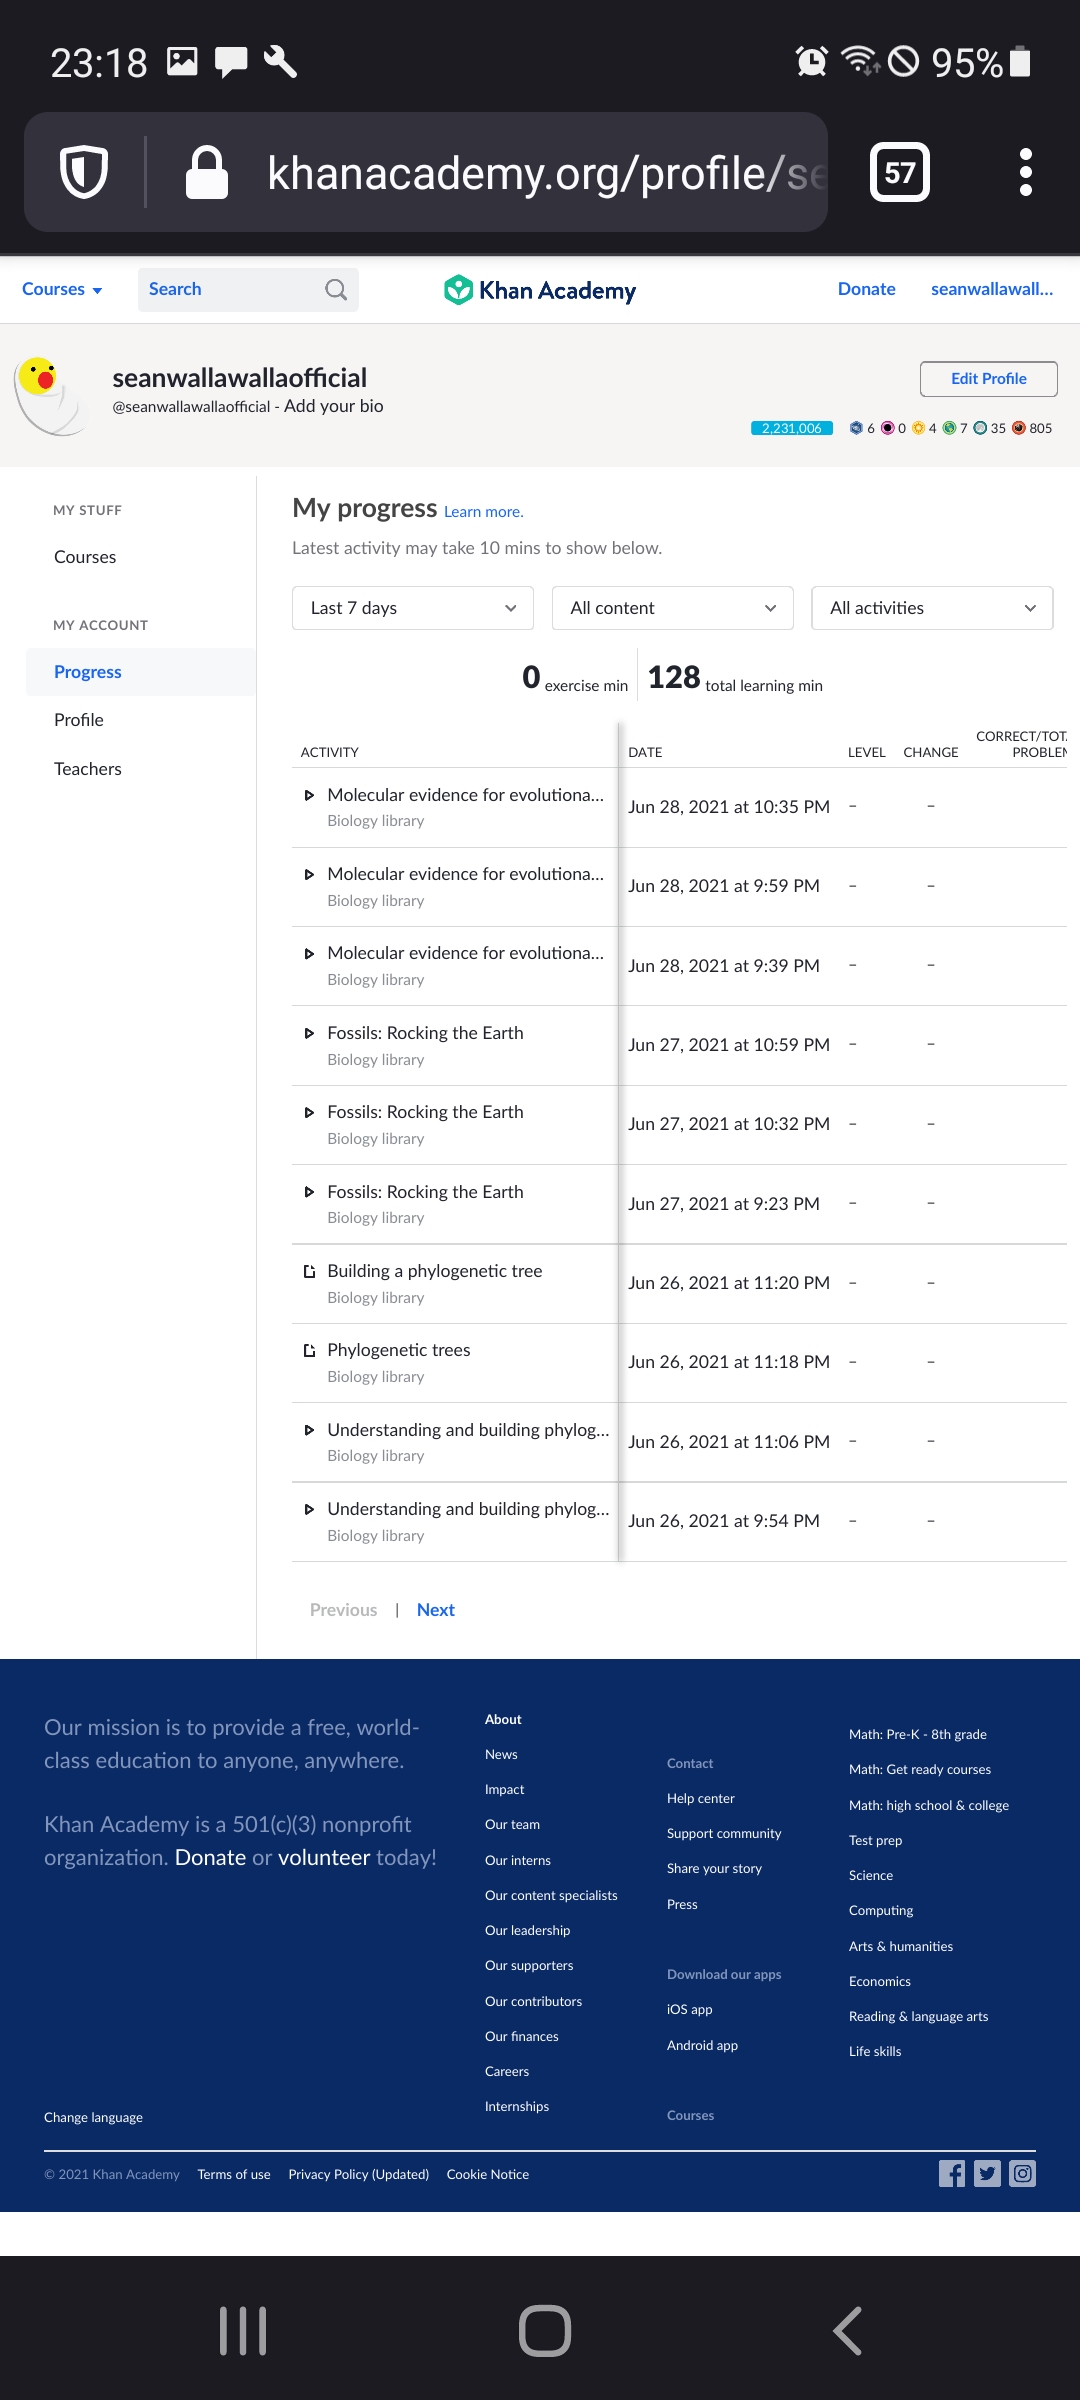 23:18
95%
khanacademy.org/profile/se
57
Courses
Search
Khan Academy
Donate
seanwallawall...
seanwallawallaofficial
@seanwallawallaofficial - Add your bio
Edit Profile
2,231,006
6 0 4 7 35 805
MY STUFF
Courses
MY ACCOUNT
Progress
Profile
Teachers
My progress Learn more.
Latest activity may take 10 mins to show below.
Last 7 days
All content
All activities
0 exercise min
128 total learning min
ACTIVITY DATE LEVEL CHANGE CORRECT/TOTA
PROBLEM
Molecular evidence for evolutiona... Jun 28, 2021 at 10:35 PM – –
Biology library
Molecular evidence for evolutiona... Jun 28, 2021 at 9:59 PM – –
Biology library
Molecular evidence for evolutiona... Jun 28, 2021 at 9:39 PM – –
Biology library
Fossils: Rocking the Earth Jun 27, 2021 at 10:59 PM – –
Biology library
Fossils: Rocking the Earth Jun 27, 2021 at 10:32 PM – –
Biology library
Fossils: Rocking the Earth Jun 27, 2021 at 9:23 PM – –
Biology library
Building a phylogenetic tree Jun 26, 2021 at 11:20 PM – –
Biology library
Phylogenetic trees Jun 26, 2021 at 11:18 PM – –
Biology library
Understanding and building phylog... Jun 26, 2021 at 11:06 PM – –
Biology library
Understanding and building phylog... Jun 26, 2021 at 9:54 PM – –
Biology library
Previous | Next
Our mission is to provide a free, world-
class education to anyone, anywhere.
Khan Academy is a 501(c)(3) nonprofit
organization. Donate or volunteer today!
About
News
Impact
Our team
Our interns
Our content specialists
Our leadership
Our supporters
Our contributors
Our finances
Careers
Internships
Contact
Help center
Support community
Share your story
Press
Download our apps
iOS app
Android app
Courses
Math: Pre-K - 8th grade
Math: Get ready courses
Math: high school & college
Test prep
Science
Computing
Arts & humanities
Economics
Reading & language arts
Life skills
Change language
© 2021 Khan Academy Terms of use Privacy Policy (Updated) Cookie Notice